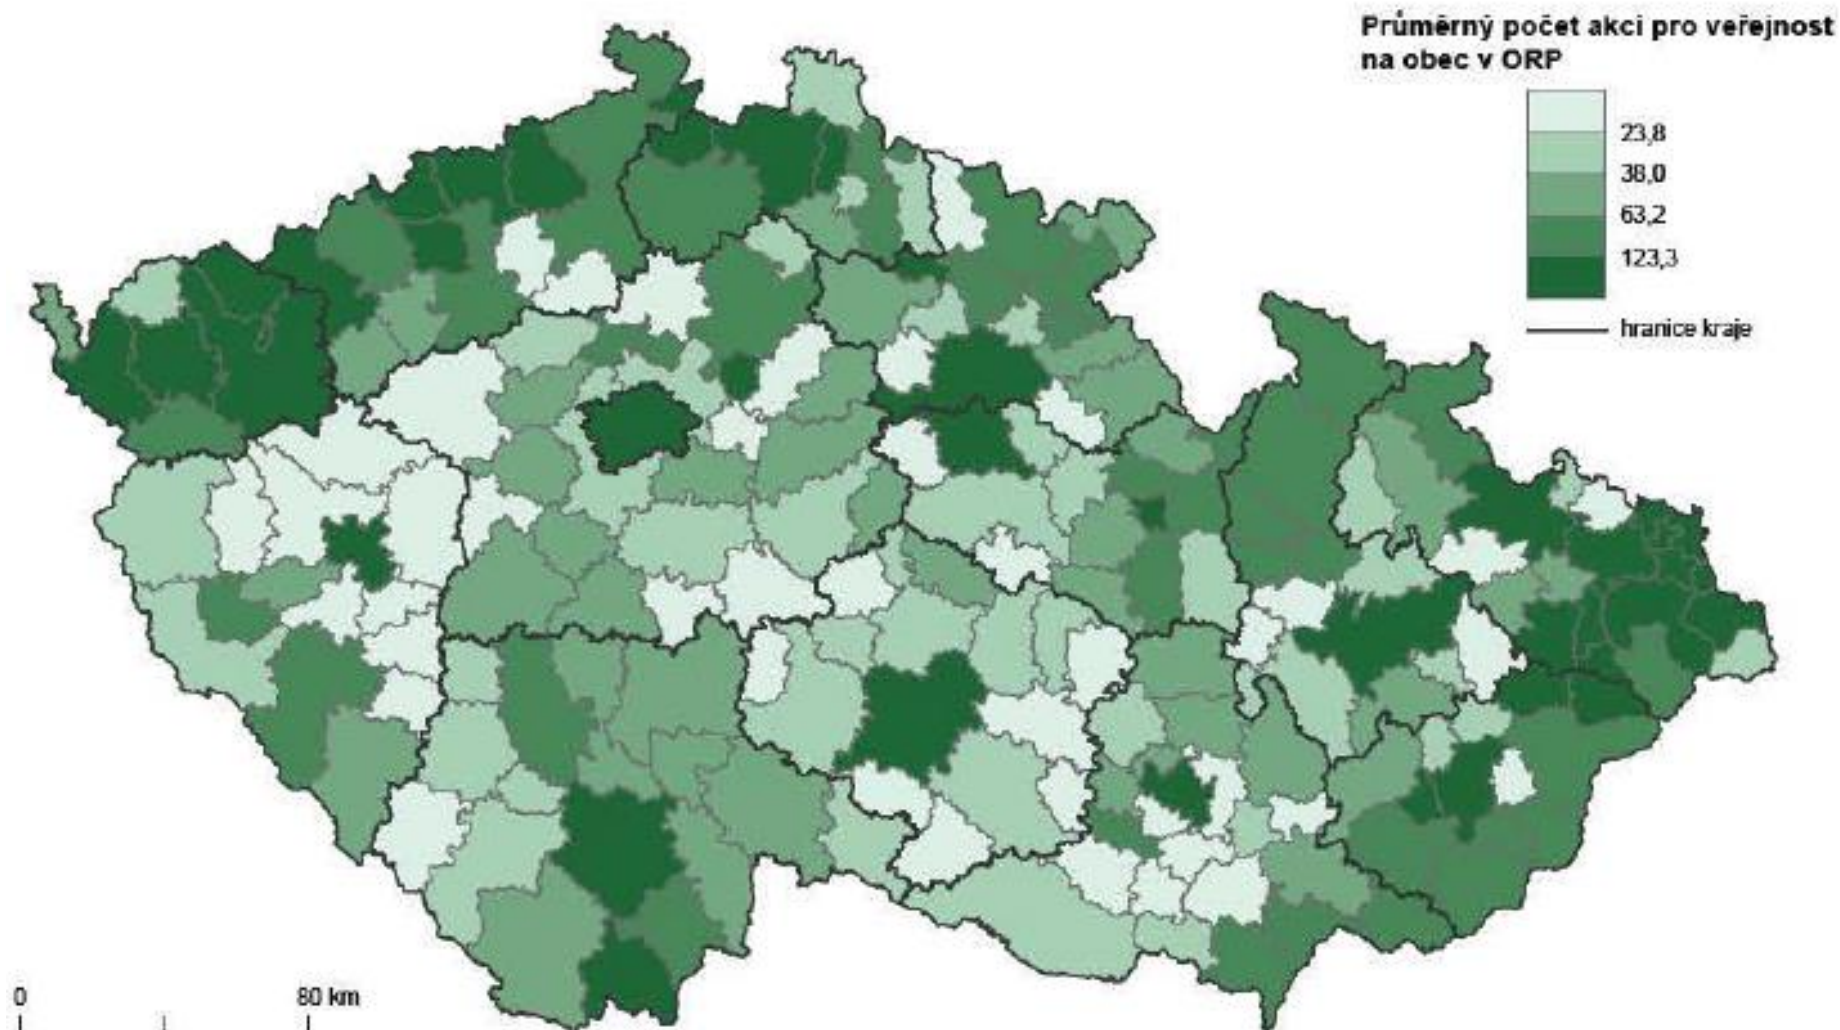 Průměrný počet akcí pro veřejnost
na obec v ORP
23,8
38,0
63,2
123,3
hranice kraje
0
80 km